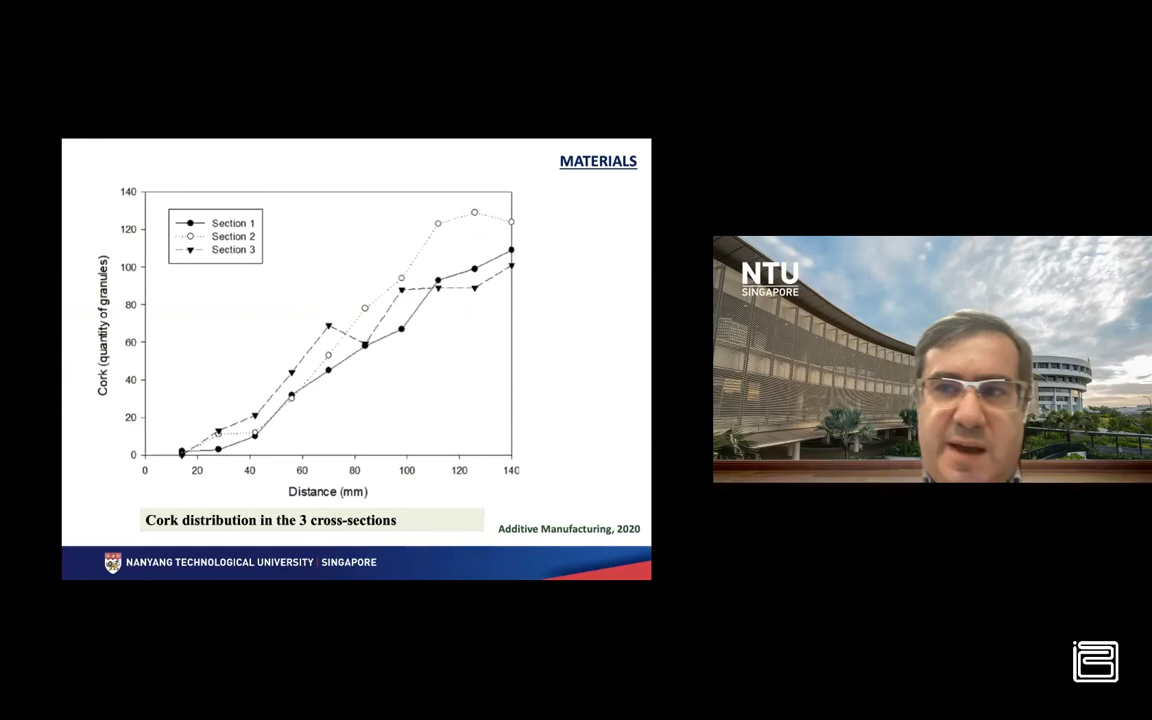 MATERIALS
140
120
100
80
60
40
20
0
Cork (quantity of granules)
Section 1
Section 2
Section 3
0 20 40 60 80 100 120 140
Distance (mm)
Cork distribution in the 3 cross-sections
Additive Manufacturing, 2020
NANYANG TECHNOLOGICAL UNIVERSITY | SINGAPORE
NTU
SINGAPORE